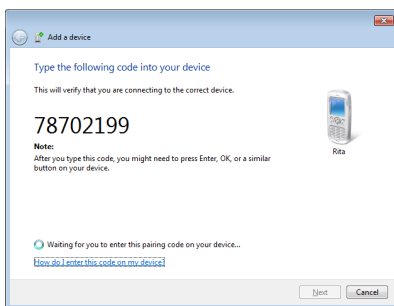 Add a device
Type the following code into your device
This will verify that you are connecting to the correct device.
78702199
Note:
After you type this code, you might need to press Enter, OK, or a similar
button on your device.
Rita
Waiting for you to enter this pairing code on your device...
How do I enter this code on my device?
Next
Cancel